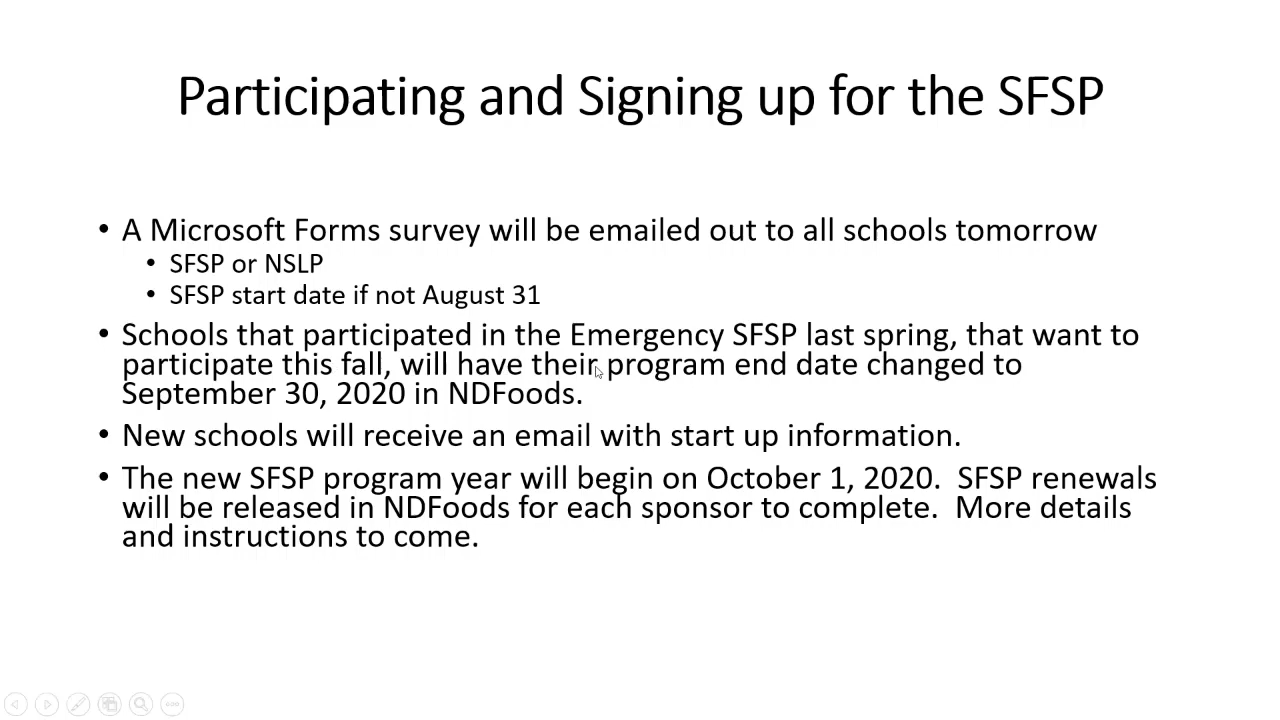 Participating and Signing up for the SFSP
• A Microsoft Forms survey will be emailed out to all schools tomorrow
• SFSP or NSLP
• SFSP start date if not August 31
• Schools that participated in the Emergency SFSP last spring, that want to
participate this fall, will have their program end date changed to
September 30, 2020 in NDFoods.
• New schools will receive an email with start up information.
• The new SFSP program year will begin on October 1, 2020.  SFSP renewals
will be released in NDFoods for each sponsor to complete.  More details
and instructions to come.